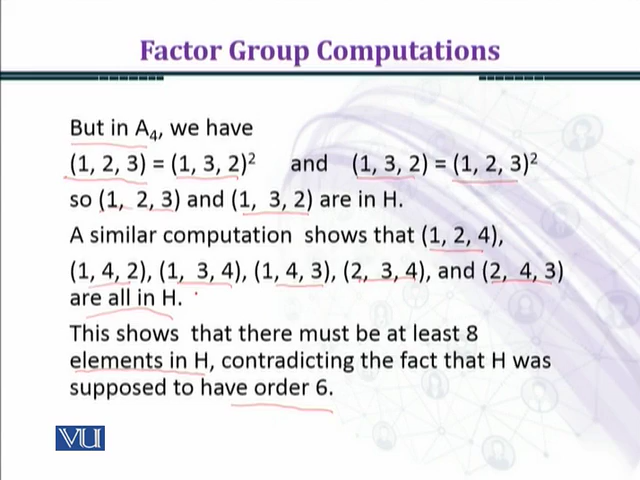 Factor Group Computations
But in A₄, we have
(1, 2, 3) = (1, 3, 2)² and (1, 3, 2) = (1, 2, 3)²
so (1, 2, 3) and (1, 3, 2) are in H.
A similar computation shows that (1, 2, 4),
(1, 4, 2), (1, 3, 4), (1, 4, 3), (2, 3, 4), and (2, 4, 3)
are all in H.
This shows that there must be at least 8
elements in H, contradicting the fact that H was
supposed to have order 6.
VU